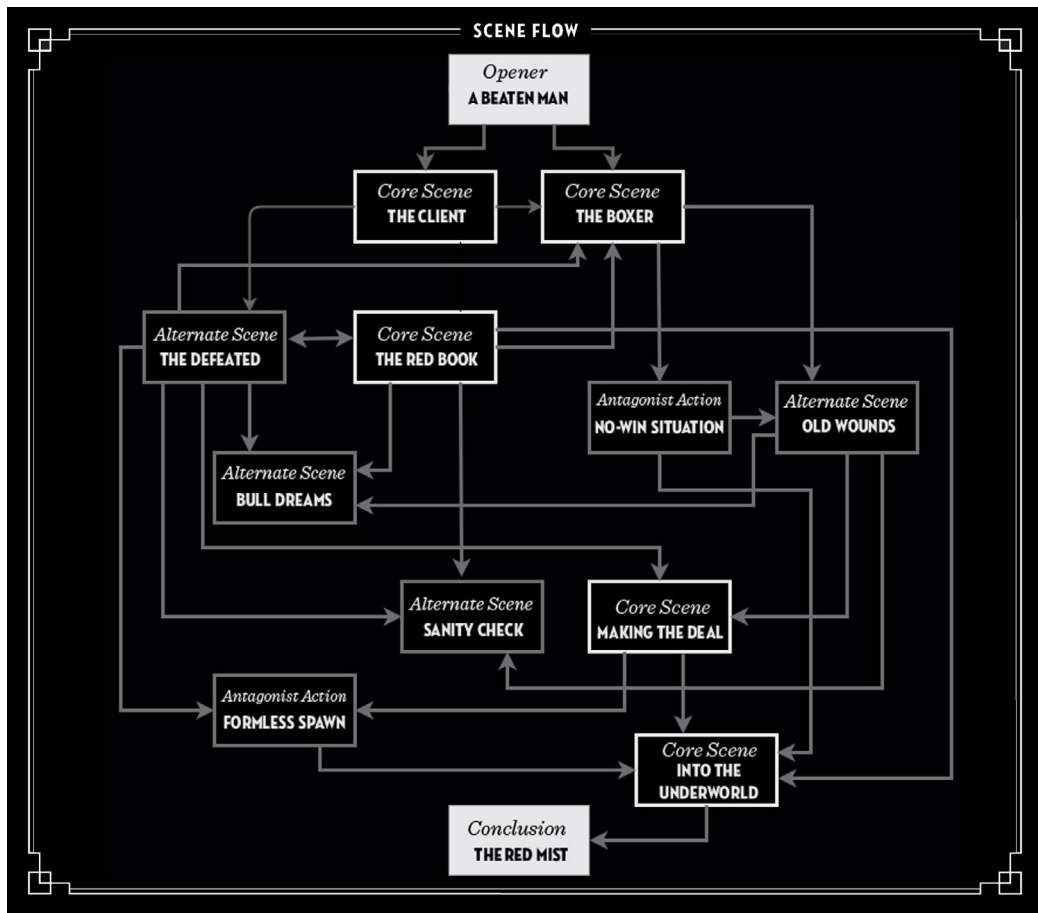 SCENE FLOW
Opener
A BEATEN MAN
Core Scene
THE CLIENT
Core Scene
THE BOXER
Alternate Scene
THE DEFEATED
Core Scene
THE RED BOOK
Antagonist Action
NO-WIN SITUATION
Alternate Scene
OLD WOUNDS
Alternate Scene
BULL DREAMS
Alternate Scene
SANITY CHECK
Core Scene
MAKING THE DEAL
Antagonist Action
FORMLESS SPAWN
Core Scene
INTO THE
UNDERWORLD
Conclusion
THE RED MIST